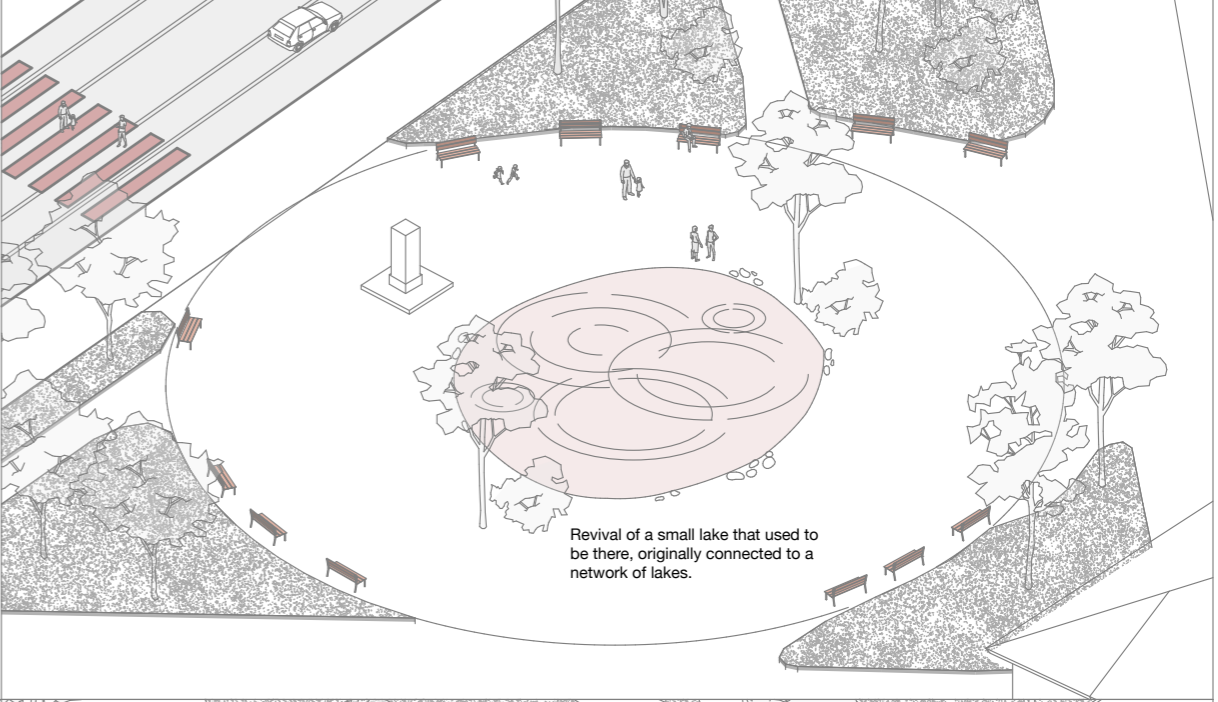 Revival of a small lake that used to
be there, originally connected to a
network of lakes.